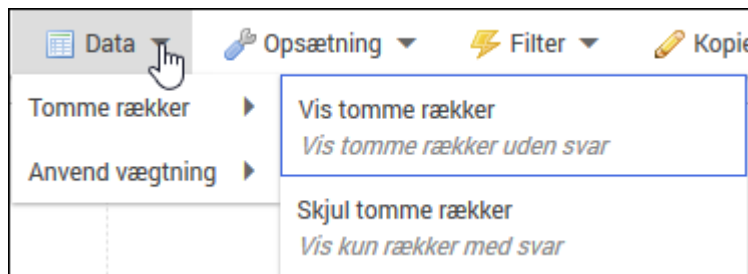 Data Opsætning Filter
Tomme rækker
Vis tomme rækker
Vis tomme rækker uden svar
Anvend vægtning
Skjul tomme rækker
Vis kun rækker med svar